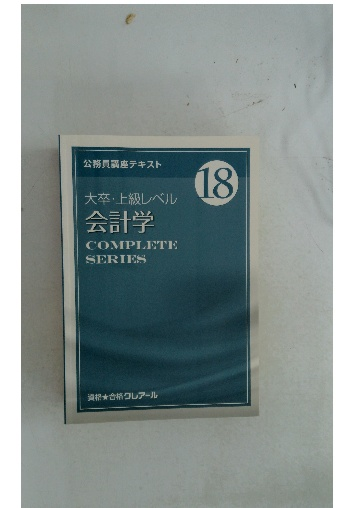 公務員講座テキスト
18
大卒・上級レベル
会計学
COMPLETE
SERIES
資格★合格クレアール